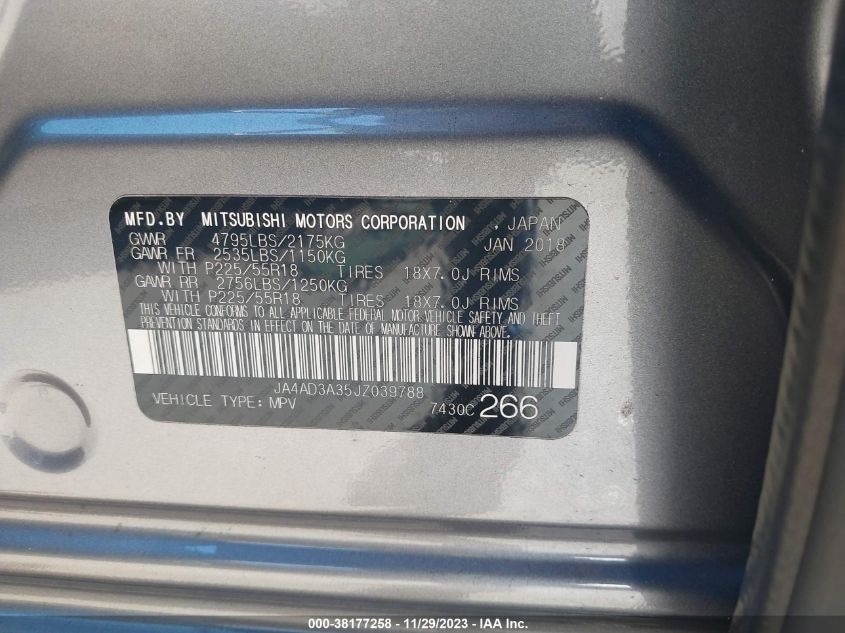 MFD.BY MITSUBISHI MOTORS CORPORATION , JAPAN
GVWR 4795LBS/2175KG JAN 2018
GAWR FR 2535LBS/1150KG
WITH P225/55R18 TIRES 18X7.0J RIMS
GAWR RR 2756LBS/1250KG
WITH P225/55R18 TIRES 18X7.0J RIMS
THIS VEHICLE CONFORMS TO ALL APPLICABLE FEDERAL MOTOR VEHICLE SAFETY AND THEFT
PREVENTION STANDARDS IN EFFECT ON THE DATE OF MANUFACTURE SHOWN ABOVE.
JA4AD3A35JZ039788
VEHICLE TYPE: MPV 7430C 266
000-38177258 - 11/29/2023 - IAA Inc.